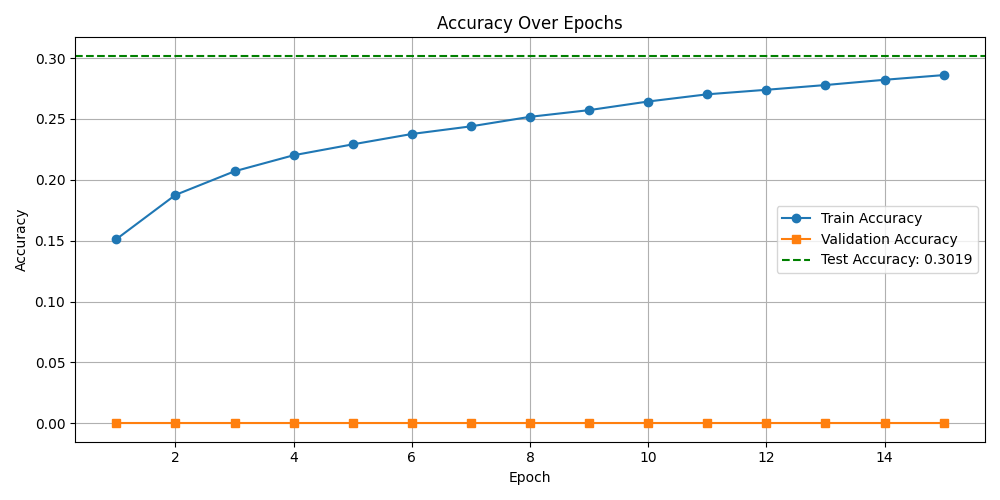 Accuracy Over Epochs
Accuracy
0.30
0.25
0.20
0.15
0.10
0.05
0.00
Train Accuracy
Validation Accuracy
Test Accuracy: 0.3019
2 4 6 8 10 12 14
Epoch